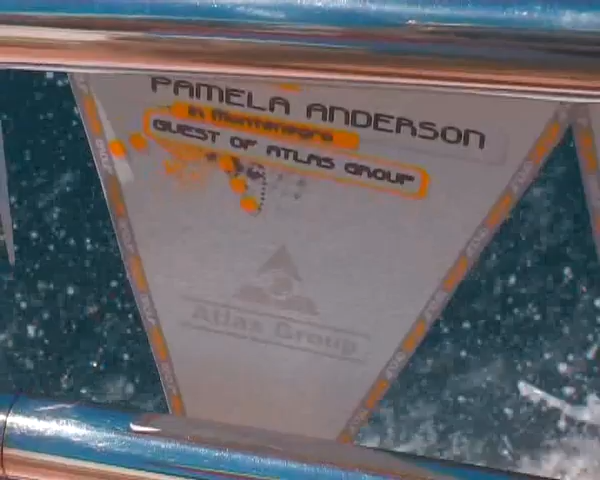 PAMELA ANDERSON
in Montenegro
GUEST OF ATLAS GROUP
Atlas Group